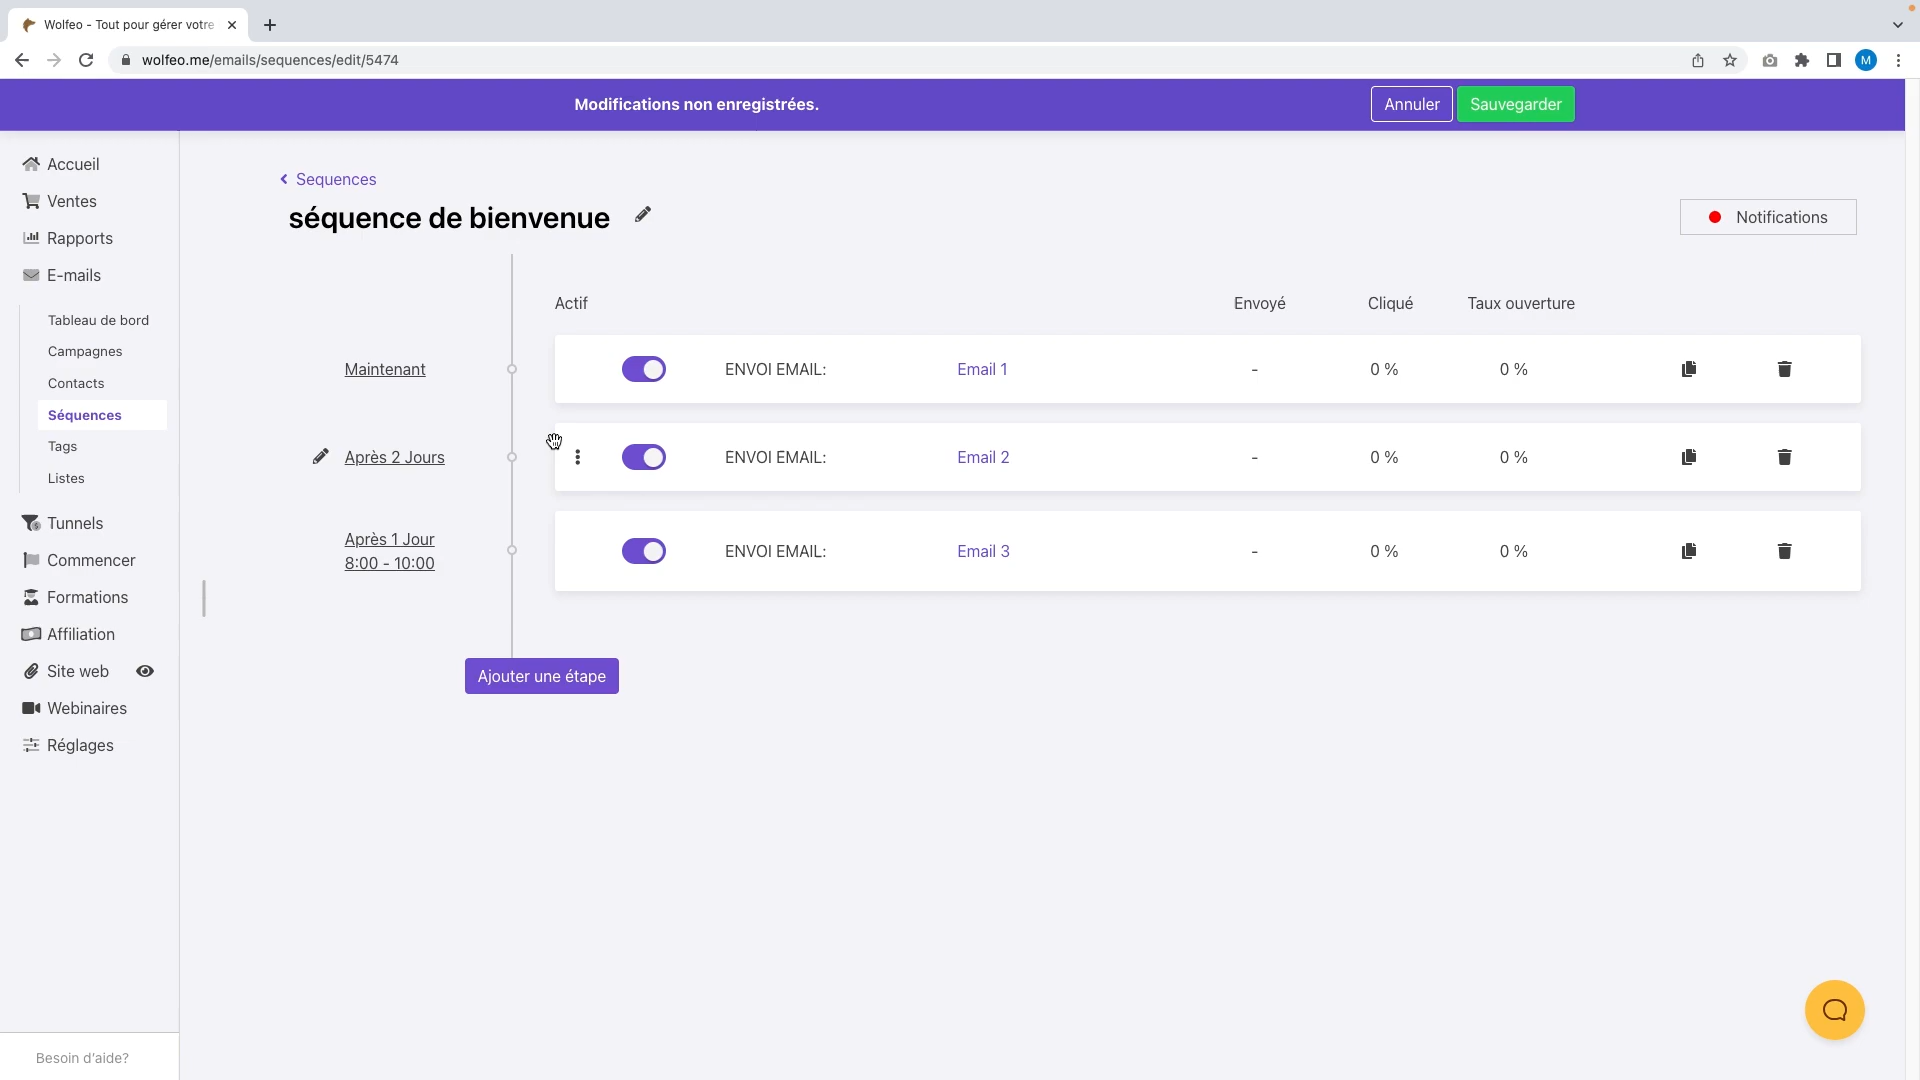 Wolfeo - Tout pour gérer votre
wolfeo.me/emails/sequences/edit/5474
M
Modifications non enregistrées.
Annuler
Sauvegarder
Accueil
Ventes
Rapports
E-mails
Tableau de bord
Campagnes
Contacts
Séquences
Tags
Listes
Tunnels
Commencer
Formations
Affiliation
Site web
Webinaires
Réglages
Besoin d'aide?
Sequences
séquence de bienvenue
Notifications
Actif Envoyé Cliqué Taux ouverture
Maintenant ENVOI EMAIL: Email 1 - 0 % 0 %
Après 2 Jours ENVOI EMAIL: Email 2 - 0 % 0 %
Après 1 Jour
8:00 - 10:00 ENVOI EMAIL: Email 3 - 0 % 0 %
Ajouter une étape